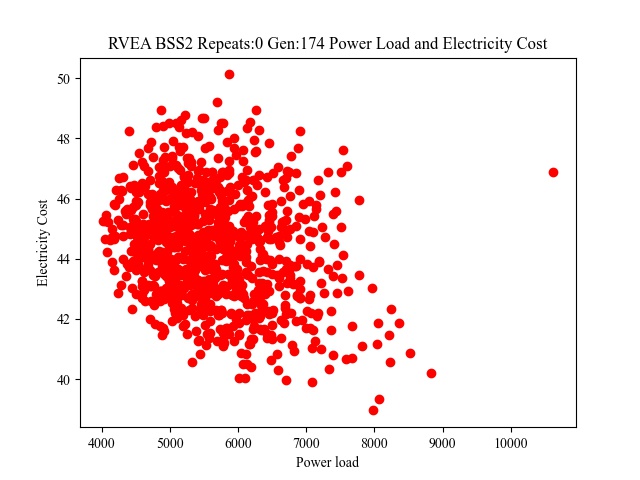 RVEA BSS2 Repeats:0 Gen:174 Power Load and Electricity Cost
Electricity Cost
50
48
46
44
42
40
4000 5000 6000 7000 8000 9000 10000
Power load